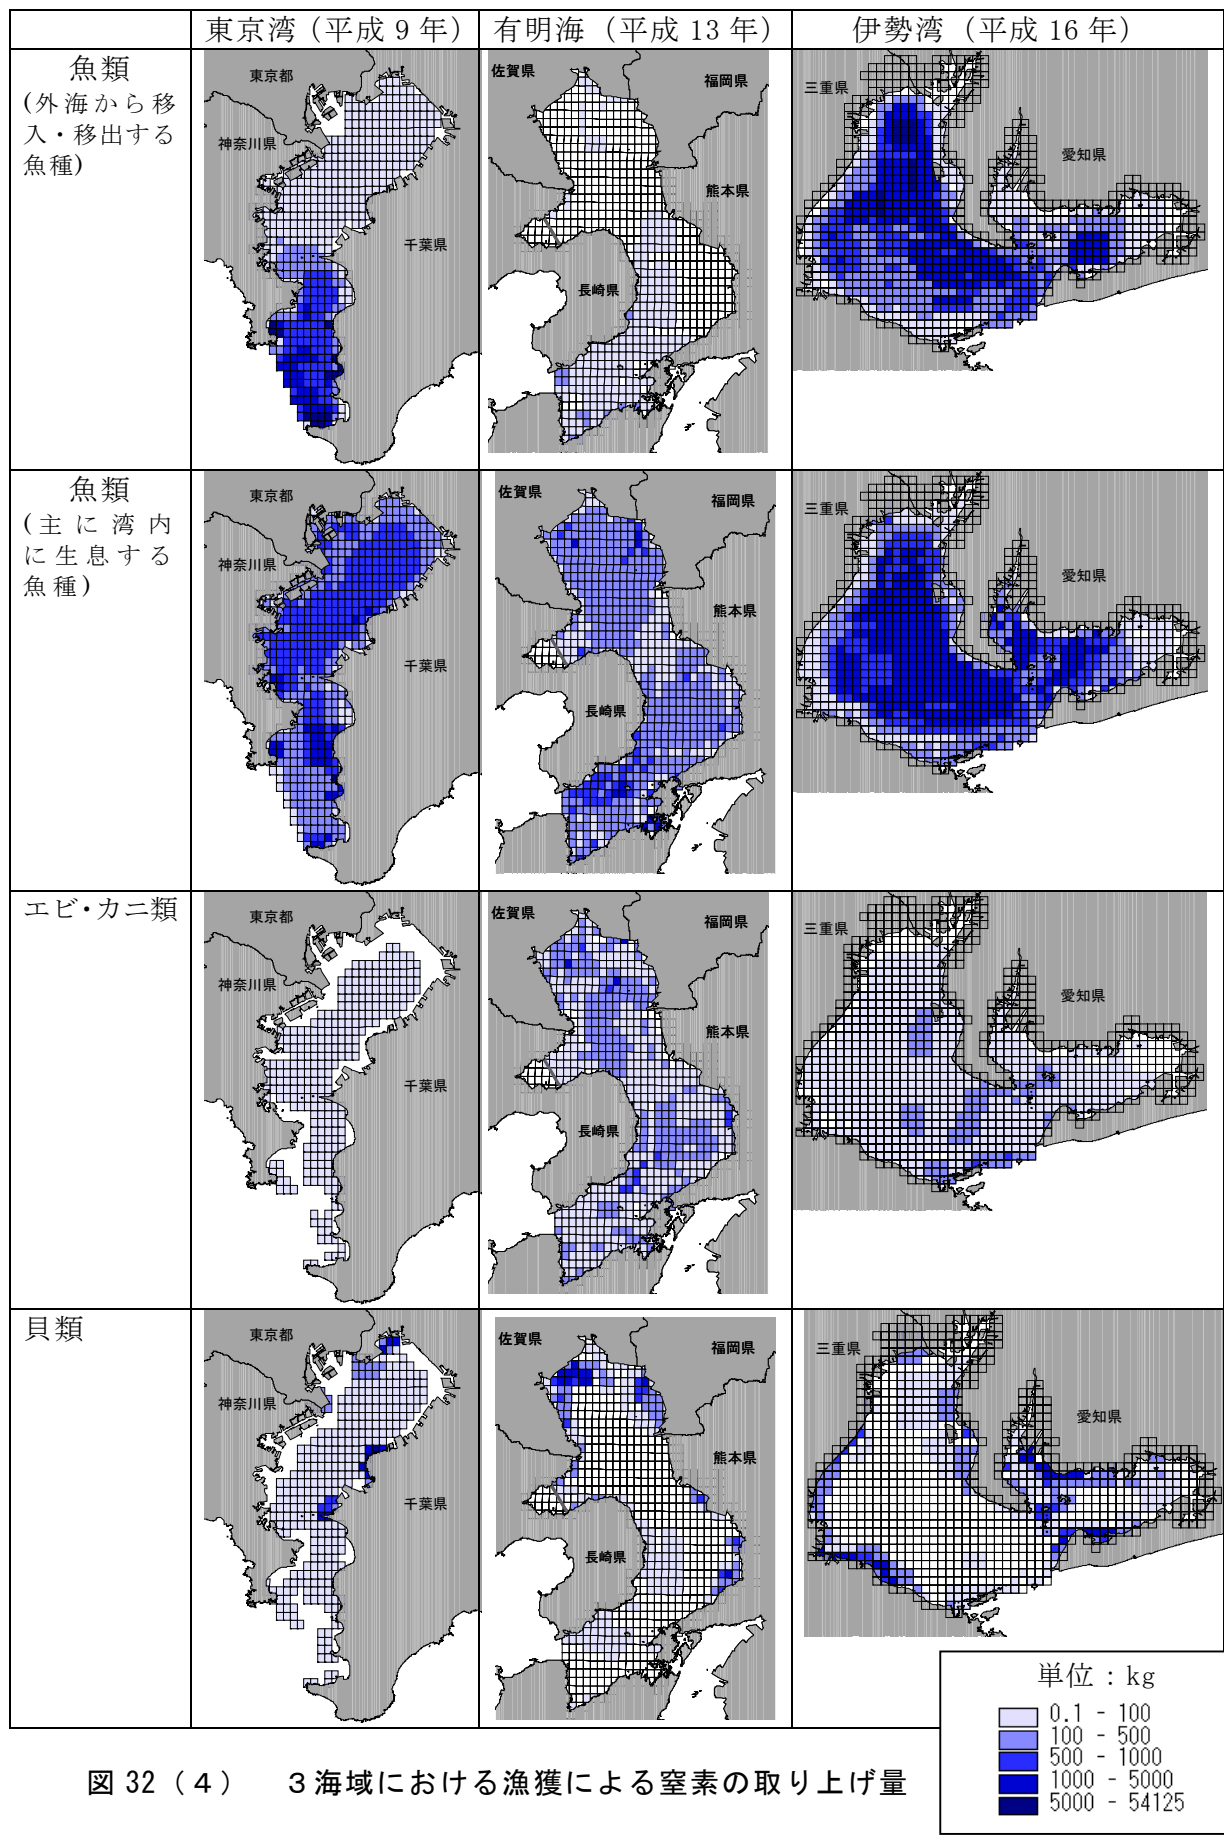 東京湾（平成 9 年） 有明海（平成 13 年） 伊勢湾（平成 16 年）
魚類
(外海から移
入・移出する
魚種)
東京都
神奈川県
千葉県
佐賀県
福岡県
熊本県
長崎県
三重県
愛知県
魚類
(主に湾内
に生息する
魚種)
東京都
神奈川県
千葉県
佐賀県
福岡県
熊本県
長崎県
三重県
愛知県
エビ・カニ類
東京都
神奈川県
千葉県
佐賀県
福岡県
熊本県
長崎県
三重県
愛知県
貝類
東京都
神奈川県
千葉県
佐賀県
福岡県
熊本県
長崎県
三重県
愛知県
単位：kg
0.1 - 100
100 - 500
500 - 1000
1000 - 5000
5000 - 54125
図 32（４） ３海域における漁獲による窒素の取り上げ量